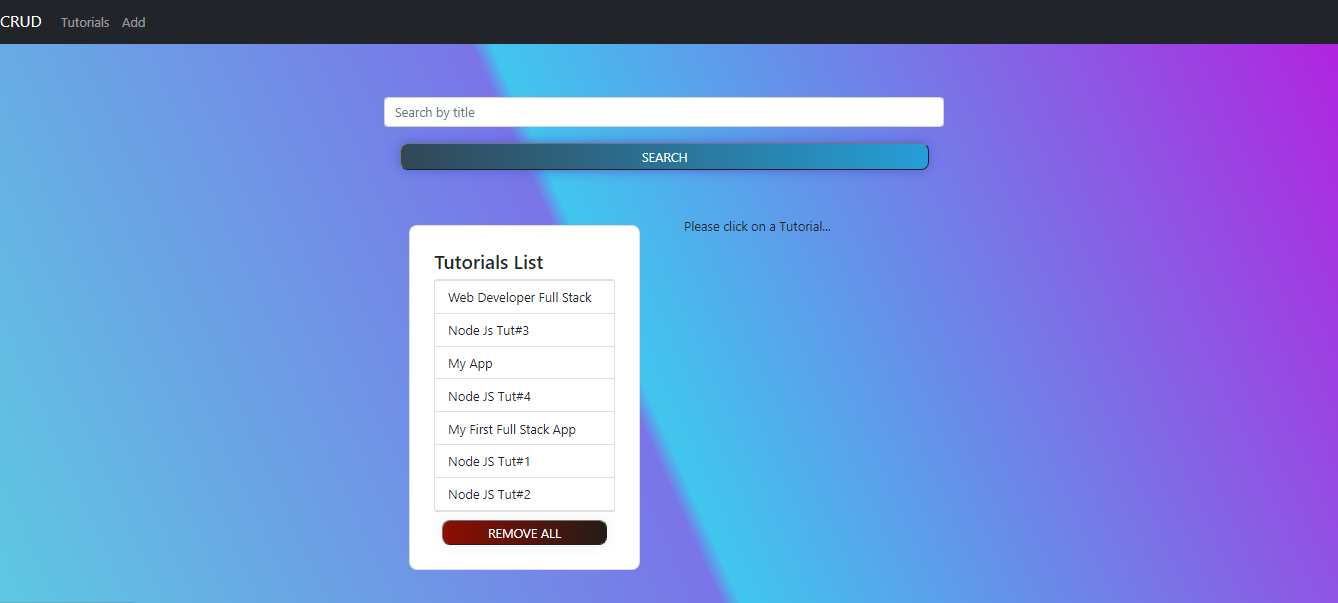 CRUD Tutorials Add
Search by title
SEARCH
Please click on a Tutorial...
Tutorials List
Web Developer Full Stack
Node Js Tut#3
My App
Node JS Tut#4
My First Full Stack App
Node JS Tut#1
Node JS Tut#2
REMOVE ALL